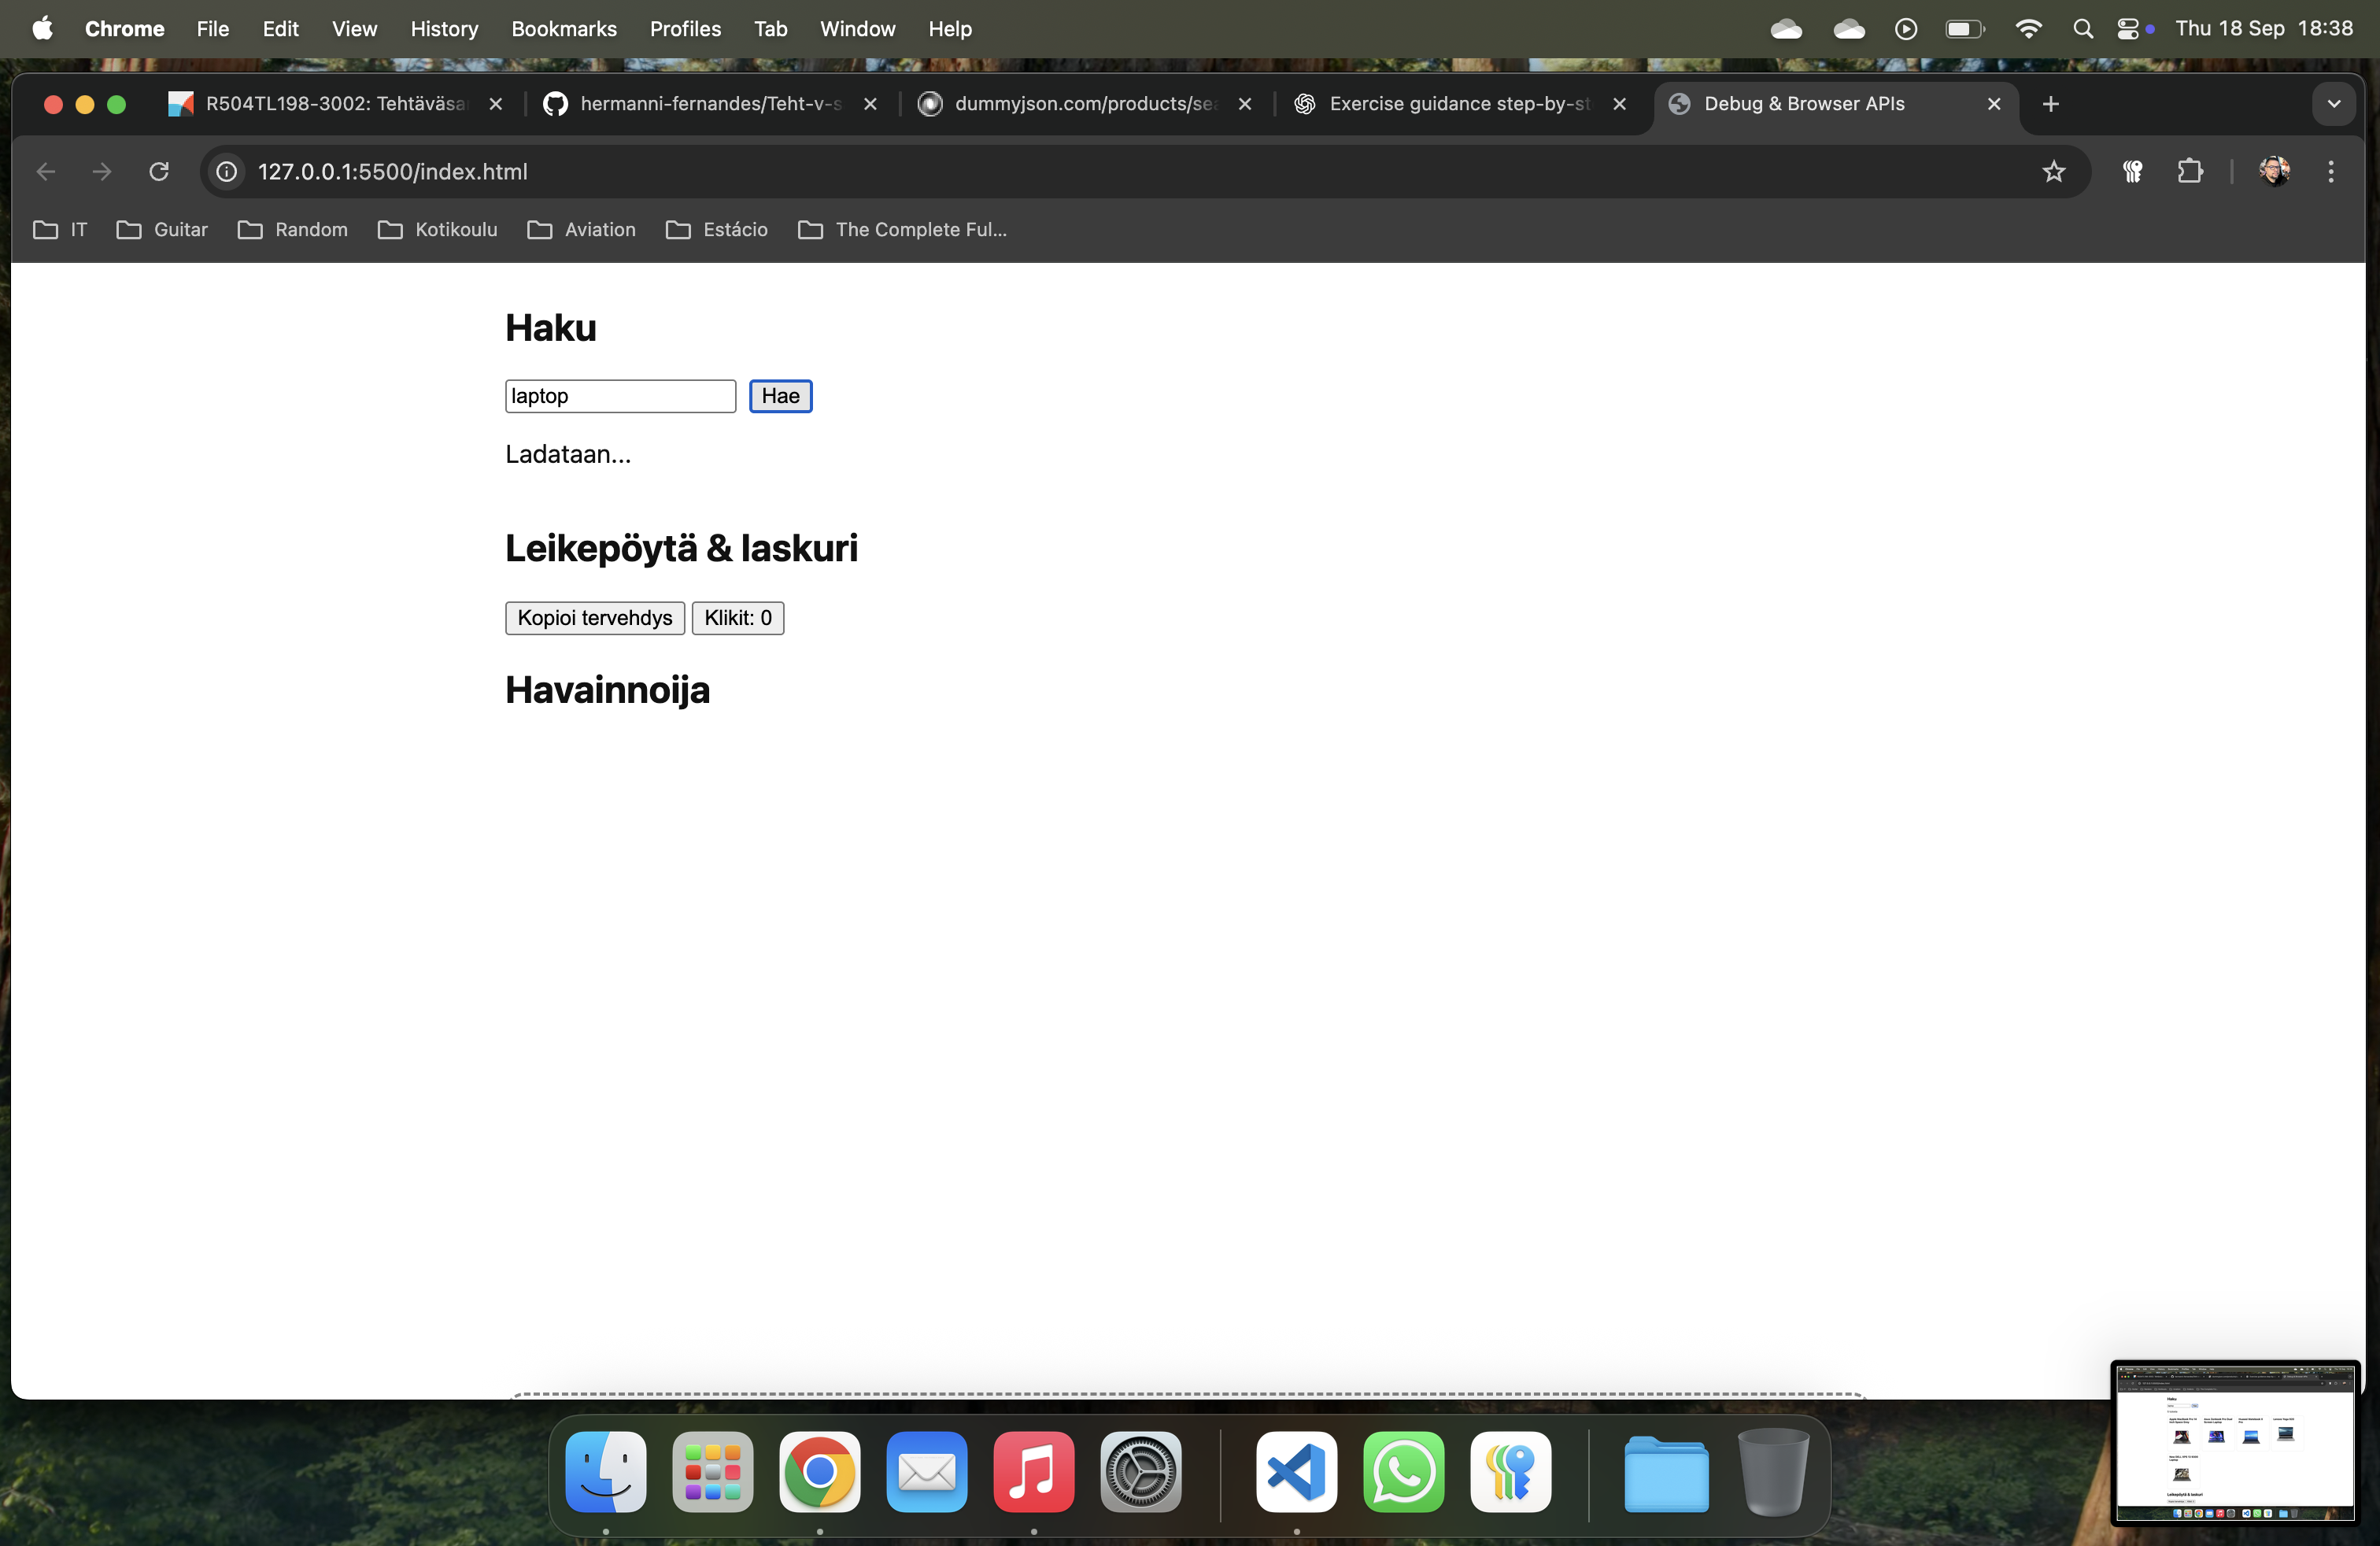 Chrome File Edit View History Bookmarks Profiles Tab Window Help Thu 18 Sep 18:38
R504TL198-3002: Tehtäväsa hermanni-fernandes/Teht-v-s dummyjson.com/products/sea Exercise guidance step-by-st Debug & Browser APIs
127.0.0.1:5500/index.html
IT Guitar Random Kotikoulu Aviation Estácio The Complete Ful...
Haku
laptop Hae
Ladataan...
Leikepöytä & laskuri
Kopioi tervehdys Klikit: 0
Havainnoija